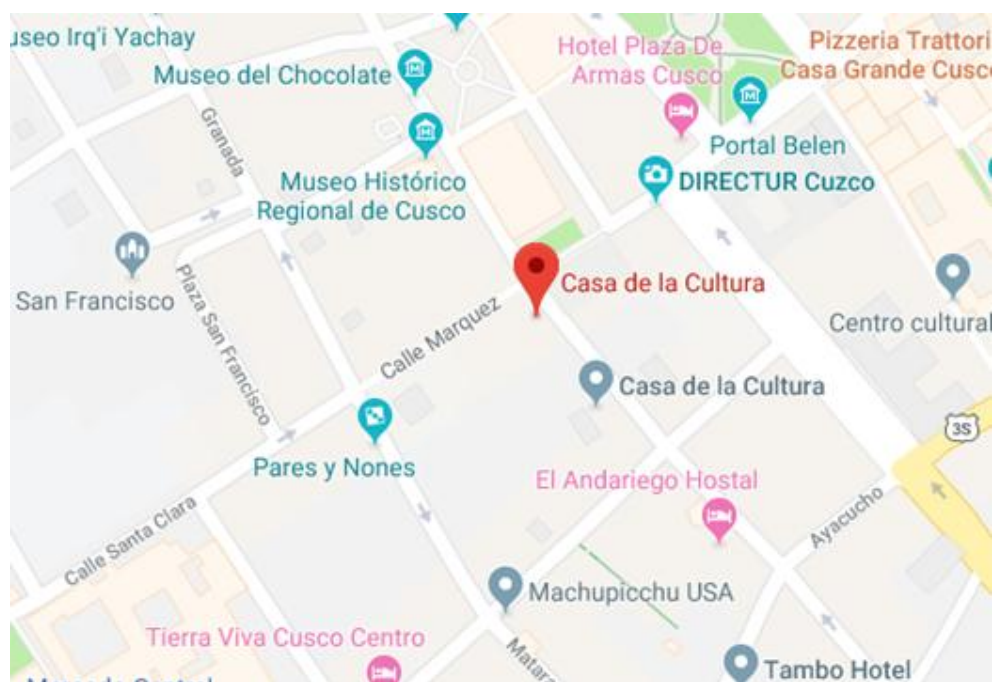 useo Irq'i Yachay
Museo del Chocolate
Hotel Plaza De
Armas Cusco
Pizzeria Trattori
Casa Grande Cusco
Granada
Portal Belen
Museo Histórico
Regional de Cusco
DIRECTUR Cuzco
San Francisco
Plaza San Francisco
Casa de la Cultura
Calle Marquez
Centro cultural
Casa de la Cultura
3S
Pares y Nones
El Andariego Hostal
Calle Santa Clara
Ayacucho
Machupicchu USA
Tierra Viva Cusco Centro
Matara
Tambo Hotel